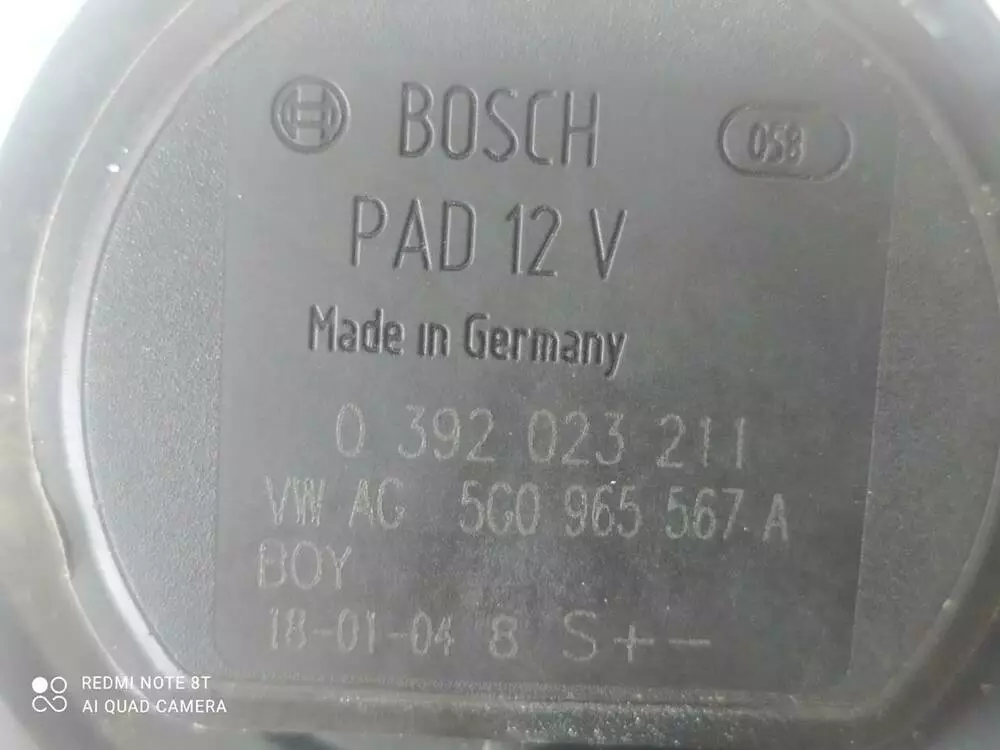 BOSCH
058
PAD 12 V
Made in Germany
0 392 023 211
VW AG 5G0 965 567 A
BOY
18-01-04 8 S + -
REDMI NOTE 8T
AI QUAD CAMERA